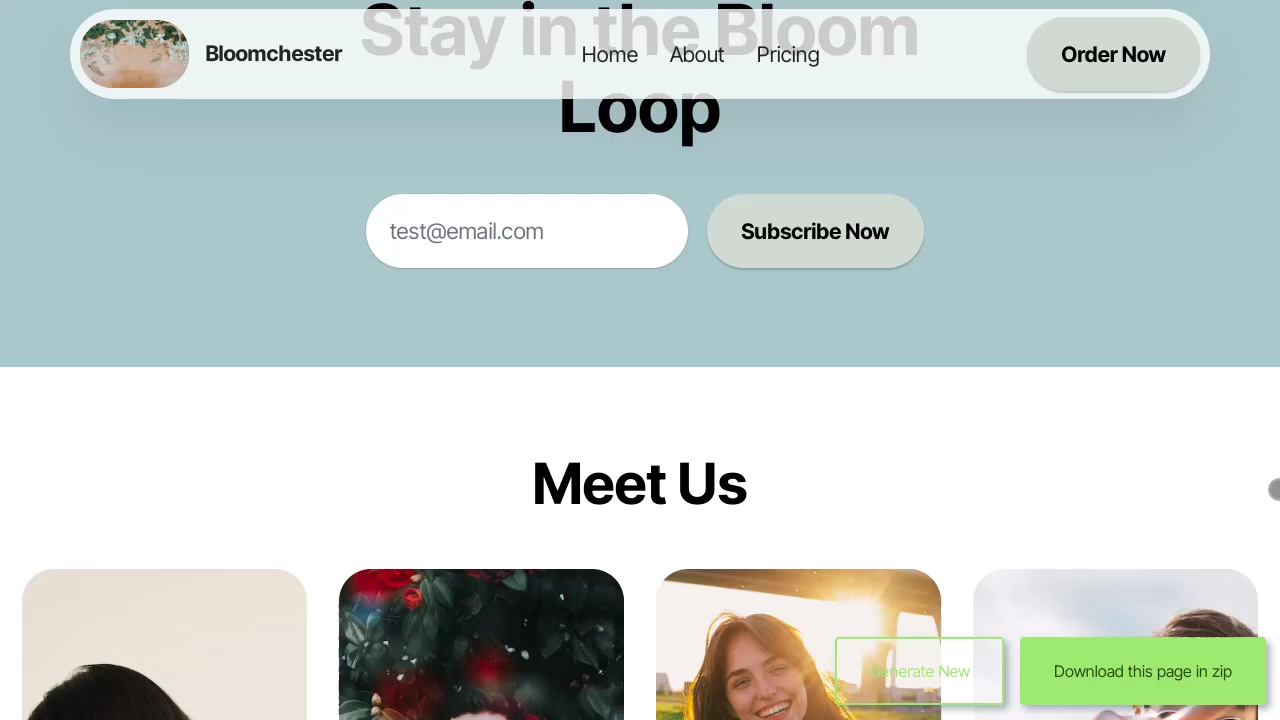 Stay in the Bloom
Loop
Bloomchester
Home
About
Pricing
Order Now
test@email.com
Subscribe Now
Meet Us
Generate New
Download this page in zip